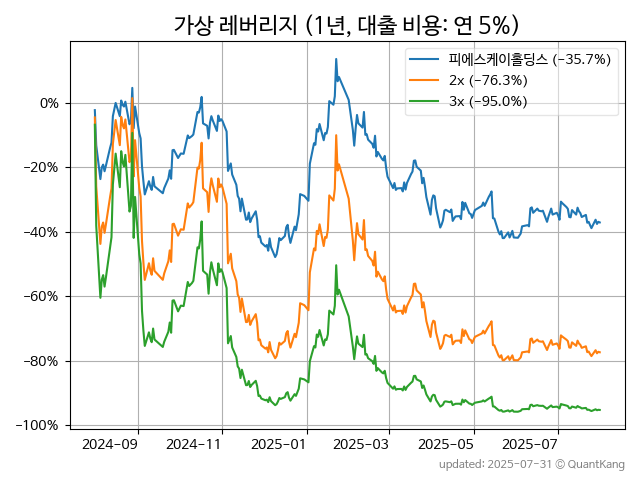 가상 레버리지 (1년, 대출 비용: 연 5%)
피에스케이홀딩스 (−35.7%)
2x (−76.3%)
3x (−95.0%)
0%
−20%
−40%
−60%
−80%
−100%
2024-09 2024-11 2025-01 2025-03 2025-05 2025-07
updated: 2025-07-31 © QuantKang